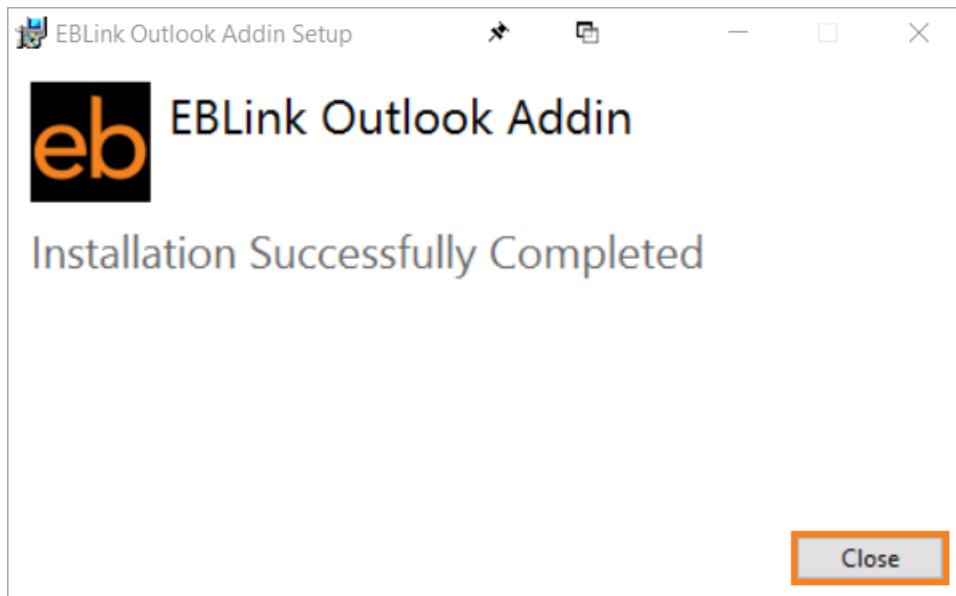 EBLink Outlook Addin Setup
eb
EBLink Outlook Addin
Installation Successfully Completed
Close